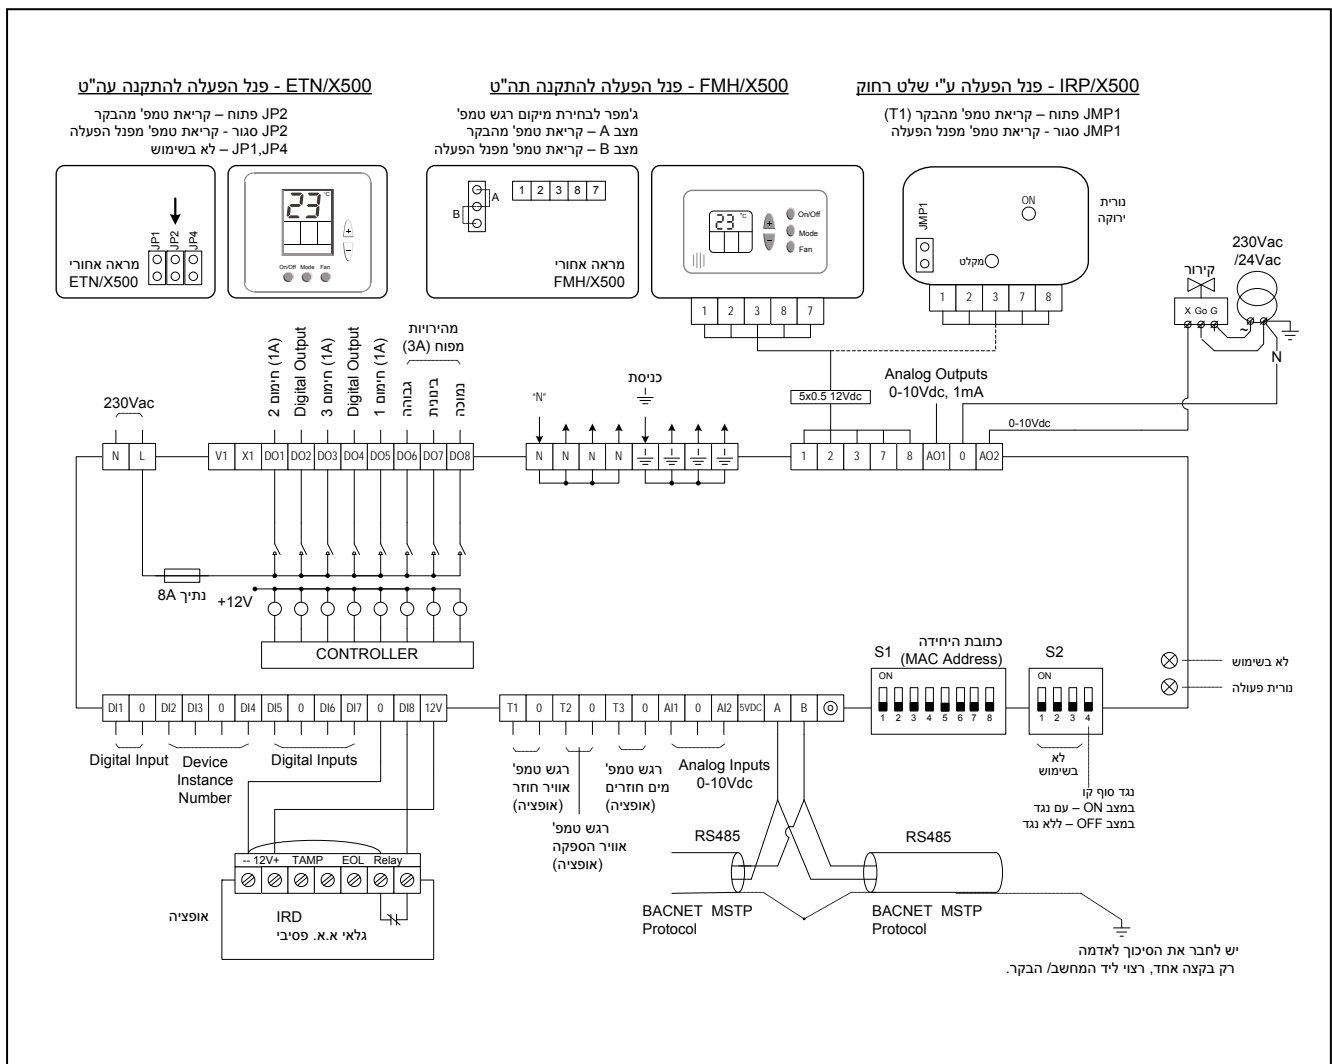 ETN/X500 - פנל הפעלה להתקנה עה"ט
JP2 פתוח – קריאת טמפ' מהבקר
JP2 סגור - קריאת טמפ' מפנל הפעלה
JP1,JP4 – לא בשימוש
FMH/X500 - פנל הפעלה להתקנה תה"ט
ג'מפר לבחירת מיקום רגש טמפ'
מצב A – קריאת טמפ' מהבקר
מצב B – קריאת טמפ' מפנל הפעלה
IRP/X500 - פנל הפעלה ע"י שלט רחוק
JMP1 פתוח – קריאת טמפ' מהבקר (T1)
JMP1 סגור - קריאת טמפ' מפנל הפעלה
JP1
JP2
JP4
מראה אחורי
ETN/X500
23 °C
+
–
On/Off Mode Fan
A
B
1 2 3 8 7
מראה אחורי
FMH/X500
23 °C
+
–
On/Off
Mode
Fan
1 2 3 8 7
JMP1
ON
מקלט
נורית
ירוקה
1 2 3 7 8
230Vac
/24Vac
קירור
X Go G
~
N
230Vac
2 חימום (1A)
Digital Output
3 חימום (1A)
Digital Output
1 חימום (1A)
מהירויות
מפוח (3A)
גבוהה
בינונית
נמוכה
"N"
כניסת
5x0.5 12Vdc
Analog Outputs
0-10Vdc, 1mA
0-10Vdc
N L
V1 X1 DO1 DO2 DO3 DO4 DO5 DO6 DO7 DO8
N N N N
1 2 3 7 8 AO1 0 AO2
נתיך 8A
+12V
CONTROLLER
S1
כתובת היחידה
(MAC Address)
ON
1 2 3 4 5 6 7 8
S2
ON
1 2 3 4
לא בשימוש
נורית פעולה
DI1 0 DI2 DI3 0 DI4 DI5 0 DI6 DI7 0 DI8 12V
T1 0 T2 0 T3 0 AI1 0 AI2 5VDC A B
Digital Input
Device
Instance
Number
Digital Inputs
רגש טמפ'
אוויר חוזר
(אופציה)
רגש טמפ'
אוויר הספקה
(אופציה)
רגש טמפ'
מים חוזרים
(אופציה)
Analog Inputs
0-10Vdc
לא
בשימוש
נגד סוף קו
במצב ON – עם נגד
במצב OFF – ללא נגד
RS485
RS485
-- 12V+ TAMP EOL Relay
אופציה
IRD
גלאי א.א. פסיבי
BACNET MSTP
Protocol
BACNET MSTP
Protocol
יש לחבר את הסיכוך לאדמה
רק בקצה אחד, רצוי ליד המחשב/ הבקר.